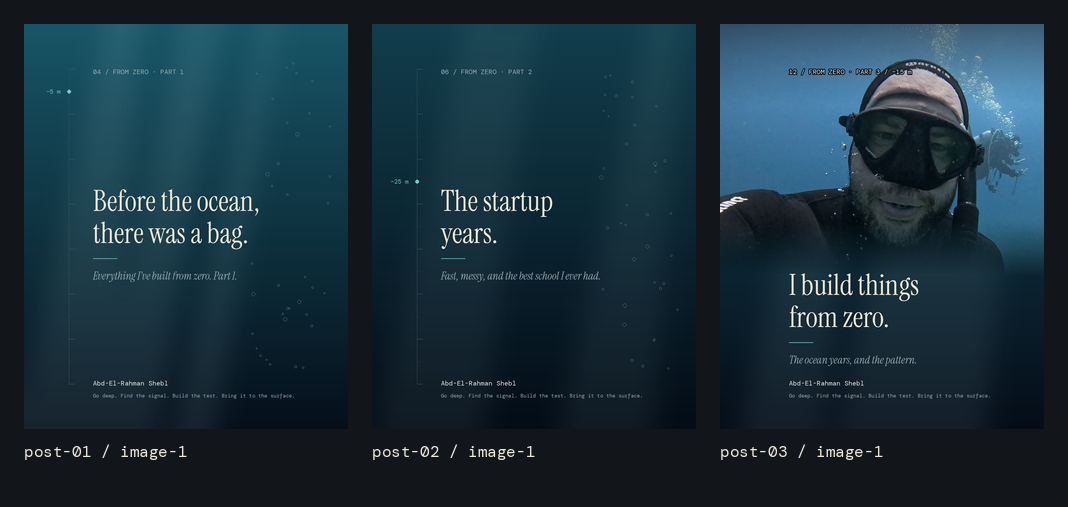 04 / FROM ZERO · PART 1
−5 m
Before the ocean,
there was a bag.
Everything I've built from zero. Part 1.
Abd-El-Rahman Shebl
Go deep. Find the signal. Build the test. Bring it to the surface.
post-01 / image-1
06 / FROM ZERO · PART 2
−25 m
The startup
years.
Fast, messy, and the best school I ever had.
Abd-El-Rahman Shebl
Go deep. Find the signal. Build the test. Bring it to the surface.
post-02 / image-1
12 / FROM ZERO · PART 3 / −15 m
I build things
from zero.
The ocean years, and the pattern.
Abd-El-Rahman Shebl
Go deep. Find the signal. Build the test. Bring it to the surface.
post-03 / image-1